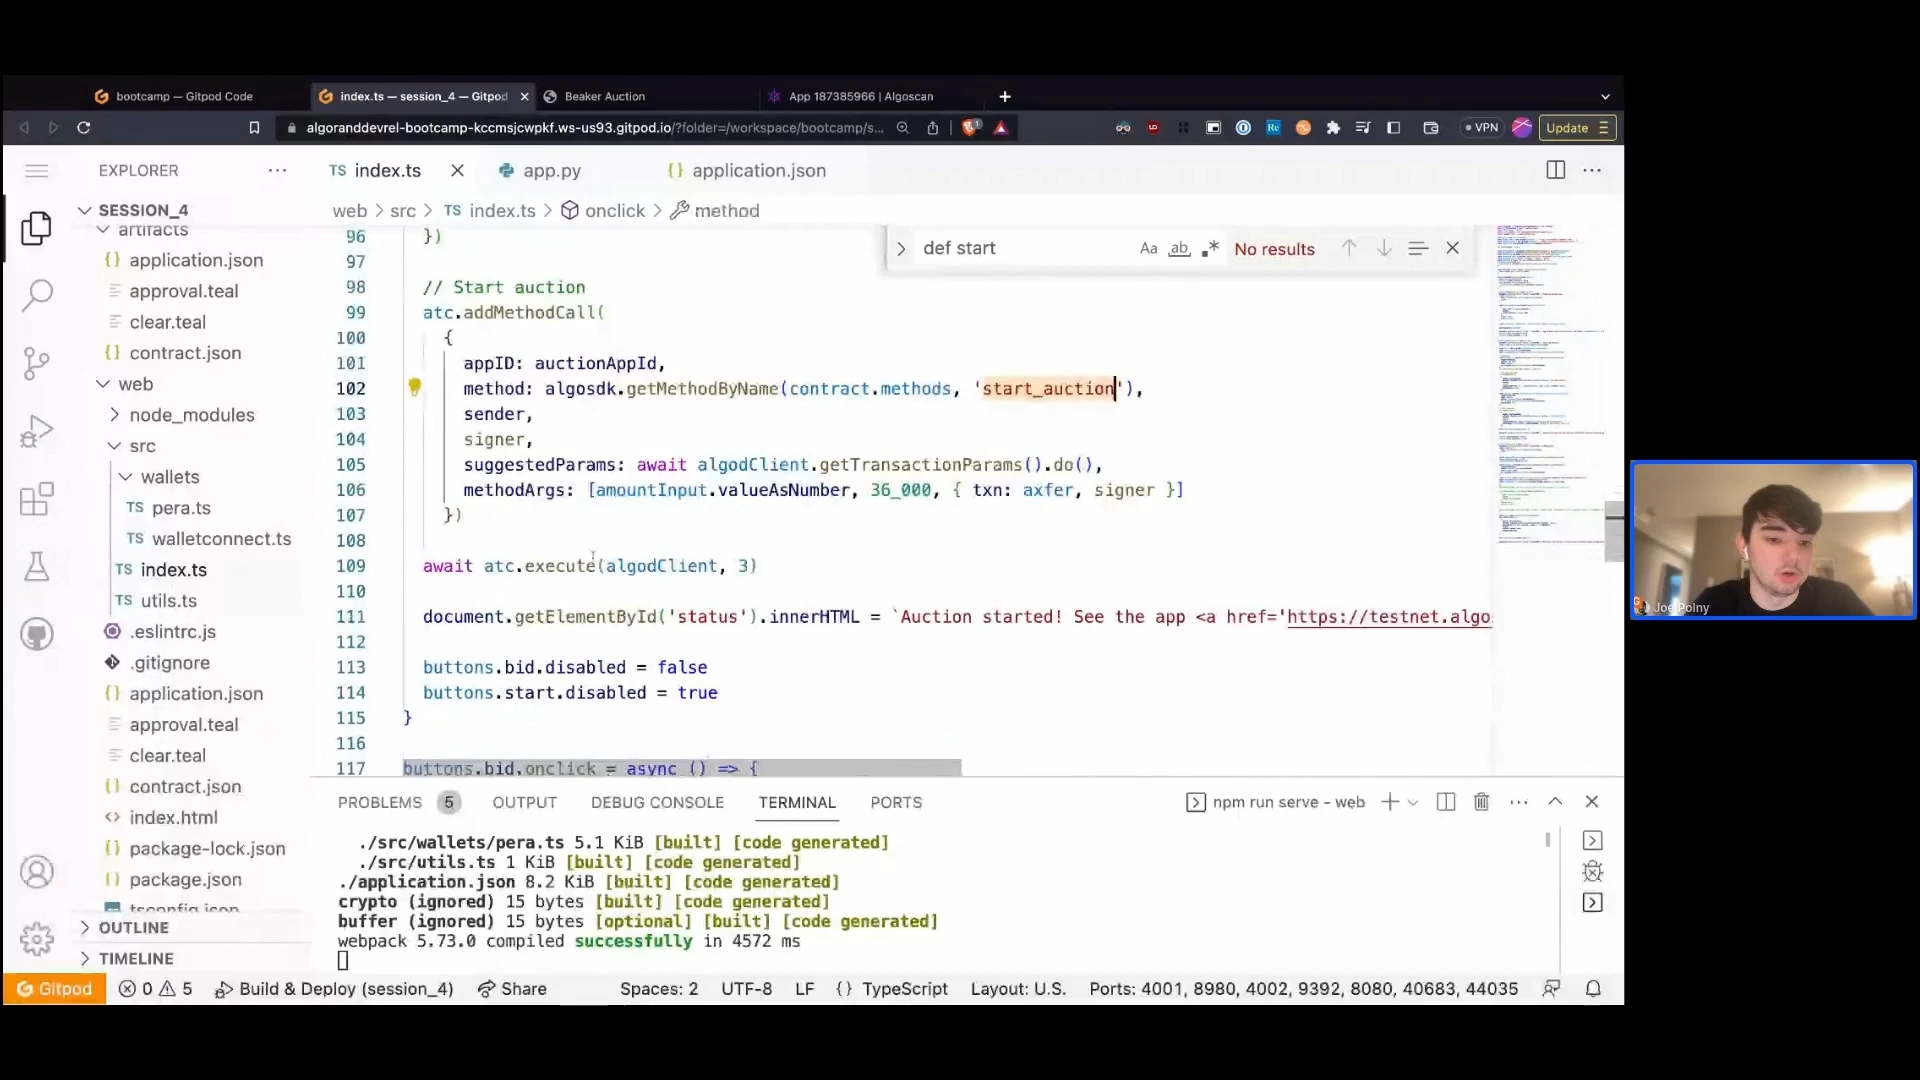 bootcamp — Gitpod Code
index.ts — session_4 — Gitpod
Beaker Auction
App 187385966 | Algoscan
algoranddevrel-bootcamp-kccmsjcwpkf.ws-us93.gitpod.io/?folder=/workspace/bootcamp/s...
VPN
Update
EXPLORER
TS index.ts
app.py
{} application.json
SESSION_4
web > src > TS index.ts > onclick > method
artifacts
{} application.json
approval.teal
clear.teal
{} contract.json
web
node_modules
src
wallets
TS pera.ts
TS walletconnect.ts
TS index.ts
TS utils.ts
.eslintrc.js
.gitignore
{} application.json
approval.teal
clear.teal
{} contract.json
<> index.html
{} package-lock.json
{} package.json
tsconfig.json
OUTLINE
TIMELINE
def start
Aa ab .* No results
96 })
97
98 // Start auction
99 atc.addMethodCall(
100 {
101 appID: auctionAppId,
102 method: algosdk.getMethodByName(contract.methods, 'start_auction'),
103 sender,
104 signer,
105 suggestedParams: await algodClient.getTransactionParams().do(),
106 methodArgs: [amountInput.valueAsNumber, 36_000, { txn: axfer, signer }]
107 })
108
109 await atc.execute(algodClient, 3)
110
111 document.getElementById('status').innerHTML = `Auction started! See the app <a href='https://testnet.algo
112
113 buttons.bid.disabled = false
114 buttons.start.disabled = true
115 }
116
117 buttons.bid.onclick = async () => {
PROBLEMS 5 OUTPUT DEBUG CONSOLE TERMINAL PORTS
npm run serve - web
./src/wallets/pera.ts 5.1 KiB [built] [code generated]
./src/utils.ts 1 KiB [built] [code generated]
./application.json 8.2 KiB [built] [code generated]
crypto (ignored) 15 bytes [built] [code generated]
buffer (ignored) 15 bytes [optional] [built] [code generated]
webpack 5.73.0 compiled successfully in 4572 ms
Gitpod
0 5
Build & Deploy (session_4)
Share
Spaces: 2
UTF-8
LF
{} TypeScript
Layout: U.S.
Ports: 4001, 8980, 4002, 9392, 8080, 40683, 44035
Joe Polny